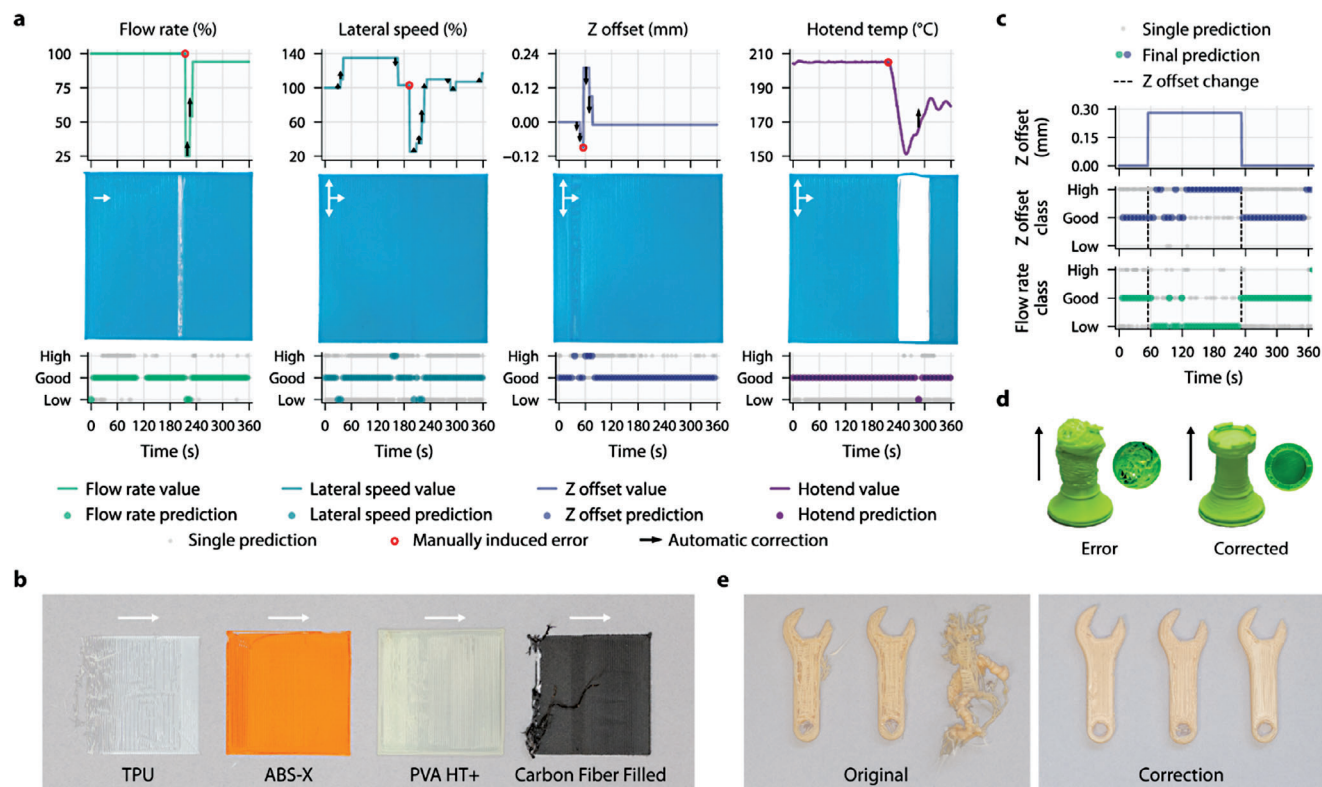 a
Flow rate (%)
Lateral speed (%)
Z offset (mm)
Hotend temp (°C)
100
75
50
25
140
100
60
20
0.24
0.12
0.00
−0.12
210
190
170
150
High
Good
Low
High
Good
Low
High
Good
Low
High
Good
Low
0 60 120 180 240 300 360
0 60 120 180 240 300 360
0 60 120 180 240 300 360
0 60 120 180 240 300 360
Time (s)
Time (s)
Time (s)
Time (s)
Flow rate value
Lateral speed value
Z offset value
Hotend value
Flow rate prediction
Lateral speed prediction
Z offset prediction
Hotend prediction
Single prediction
Manually induced error
Automatic correction
b
TPU
ABS-X
PVA HT+
Carbon Fiber Filled
c
Single prediction
Final prediction
Z offset change
Z offset
(mm)
0.30
0.15
0.00
Z offset
class
High
Good
Low
Flow rate
class
High
Good
Low
0 60 120 180 240 300 360
Time (s)
d
Error
Corrected
e
Original
Correction